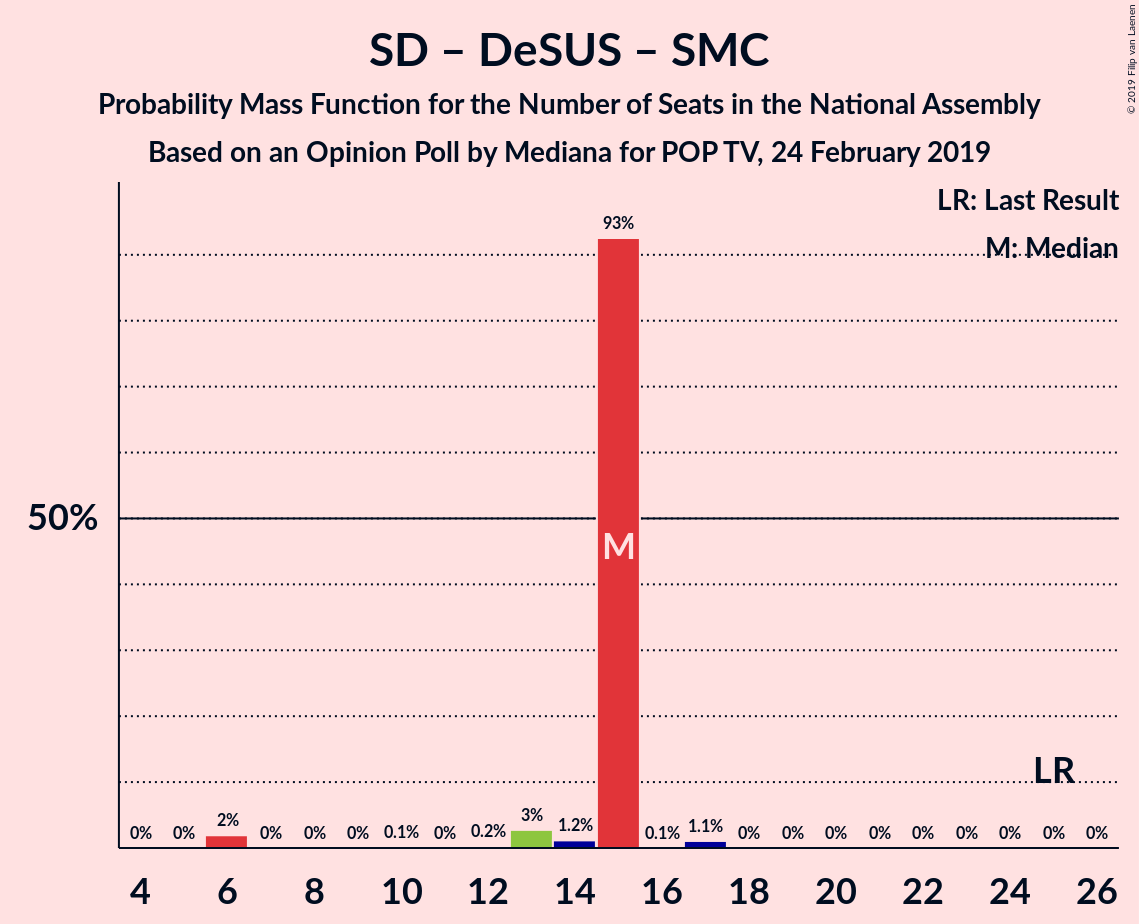 SD – DeSUS – SMC
Probability Mass Function for the Number of Seats in the National Assembly
Based on an Opinion Poll by Mediana for POP TV, 24 February 2019
© 2019 Filip van Laenen
LR: Last Result
M: Median
93%
50%
M
LR
0% 0% 2% 0% 0% 0% 0.1% 0% 0.2% 3% 1.2% 0.1% 1.1% 0% 0% 0% 0% 0% 0% 0% 0% 0%
4 6 8 10 12 14 16 18 20 22 24 26